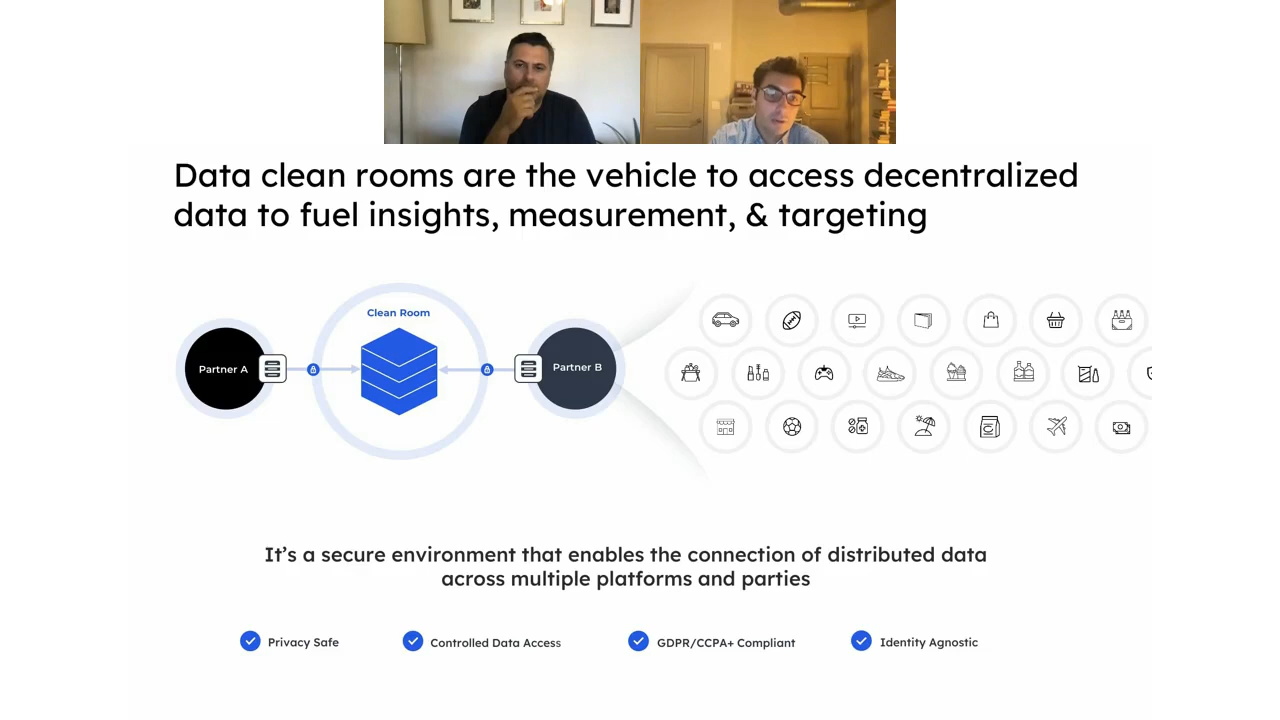 Data clean rooms are the vehicle to access decentralized
data to fuel insights, measurement, & targeting
Clean Room
Partner A
Partner B
It’s a secure environment that enables the connection of distributed data
across multiple platforms and parties
Privacy Safe
Controlled Data Access
GDPR/CCPA+ Compliant
Identity Agnostic